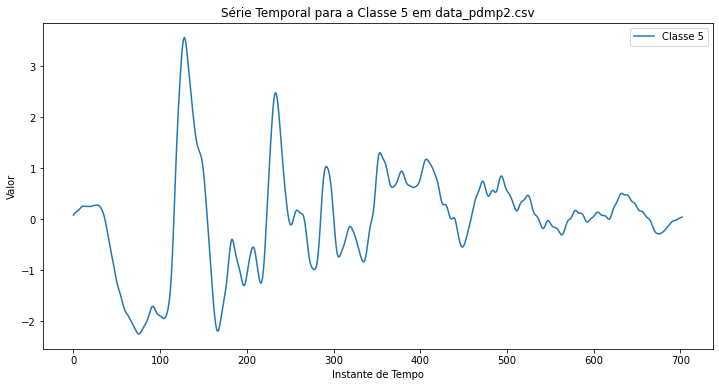 Série Temporal para a Classe 5 em data_pdmp2.csv
Classe 5
Valor
3
2
1
0
−1
−2
0 100 200 300 400 500 600 700
Instante de Tempo